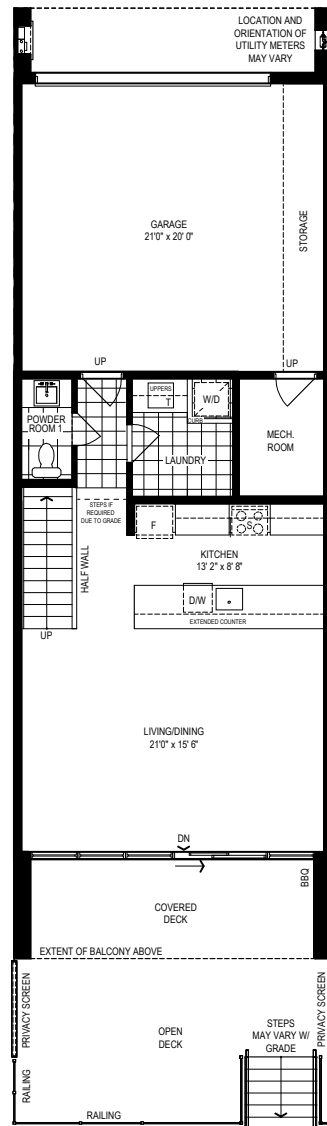 LOCATION AND
ORIENTATION OF
UTILITY METERS
MAY VARY
GARAGE
21'0" x 20' 0"
STORAGE
UP
UP
POWDER
ROOM 1
UPPERS
T
W/D
CURB
LAUNDRY
MECH.
ROOM
STEPS IF
REQUIRED
DUE TO GRADE
F
S
HALF WALL
KITCHEN
13' 2" x 8' 8"
D/W
EXTENDED COUNTER
UP
LIVING/DINING
21'0" x 15' 6"
DN
BBQ
COVERED
DECK
EXTENT OF BALCONY ABOVE
PRIVACY SCREEN
PRIVACY SCREEN
OPEN
DECK
STEPS
MAY VARY W/
GRADE
RAILING
RAILING